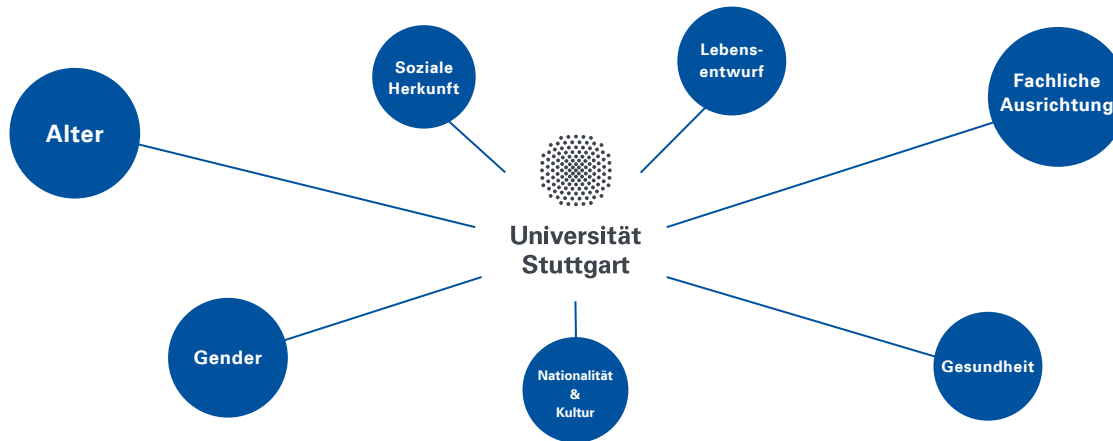 Alter
Soziale
Herkunft
Lebens-
entwurf
Fachliche
Ausrichtung
Universität
Stuttgart
Gender
Nationalität
&
Kultur
Gesundheit